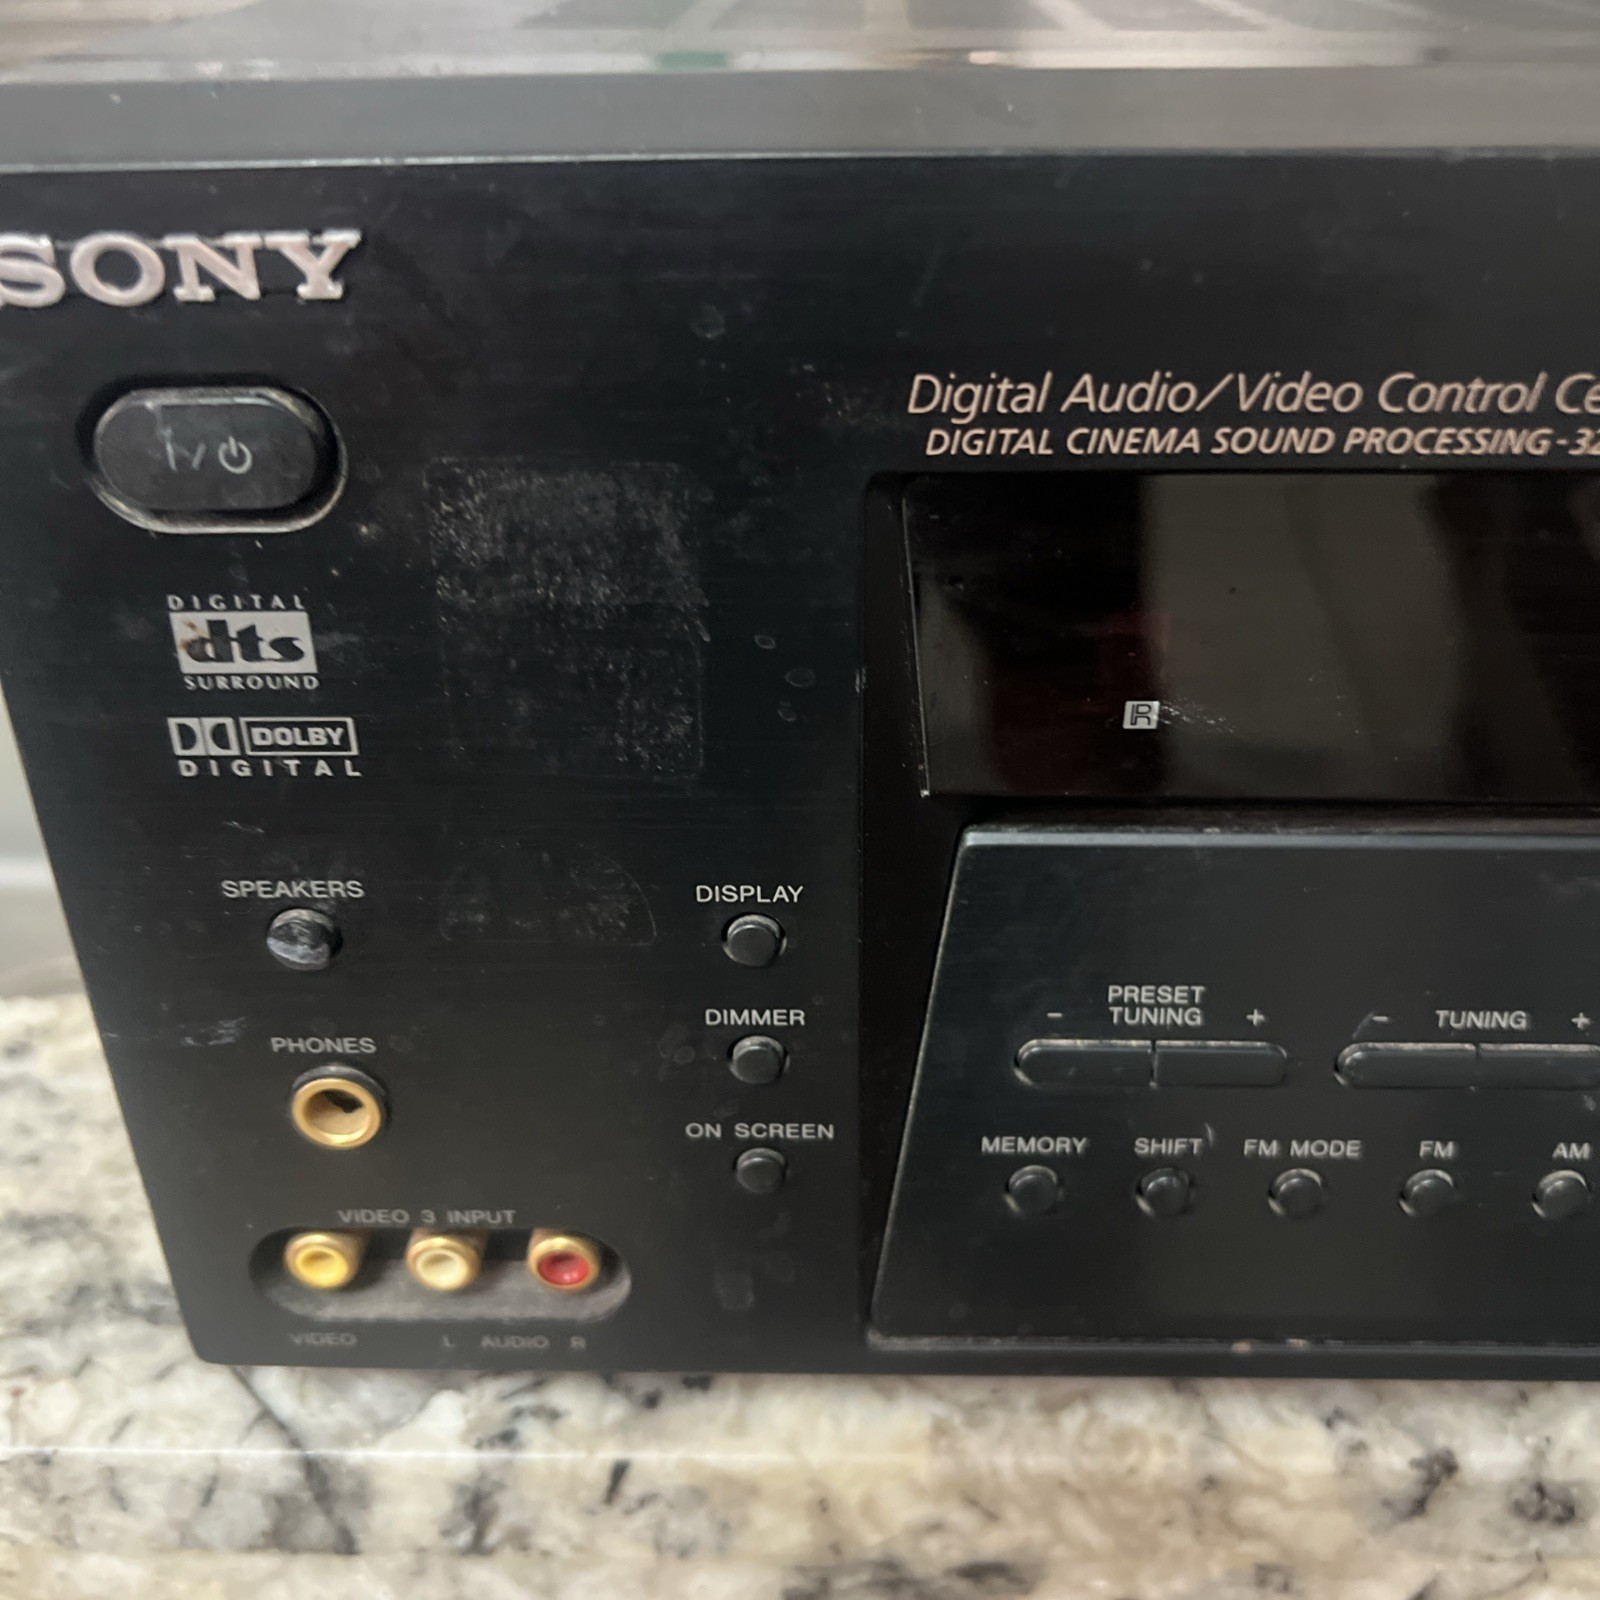 SONY
Digital Audio/Video Control Ce
DIGITAL CINEMA SOUND PROCESSING-32
I/⏻
DIGITAL
dts
SURROUND
DOLBY
DIGITAL
R
SPEAKERS
DISPLAY
PRESET
- TUNING +
- TUNING +
DIMMER
PHONES
ON SCREEN
MEMORY SHIFT FM MODE FM AM
VIDEO 3 INPUT
VIDEO L AUDIO R